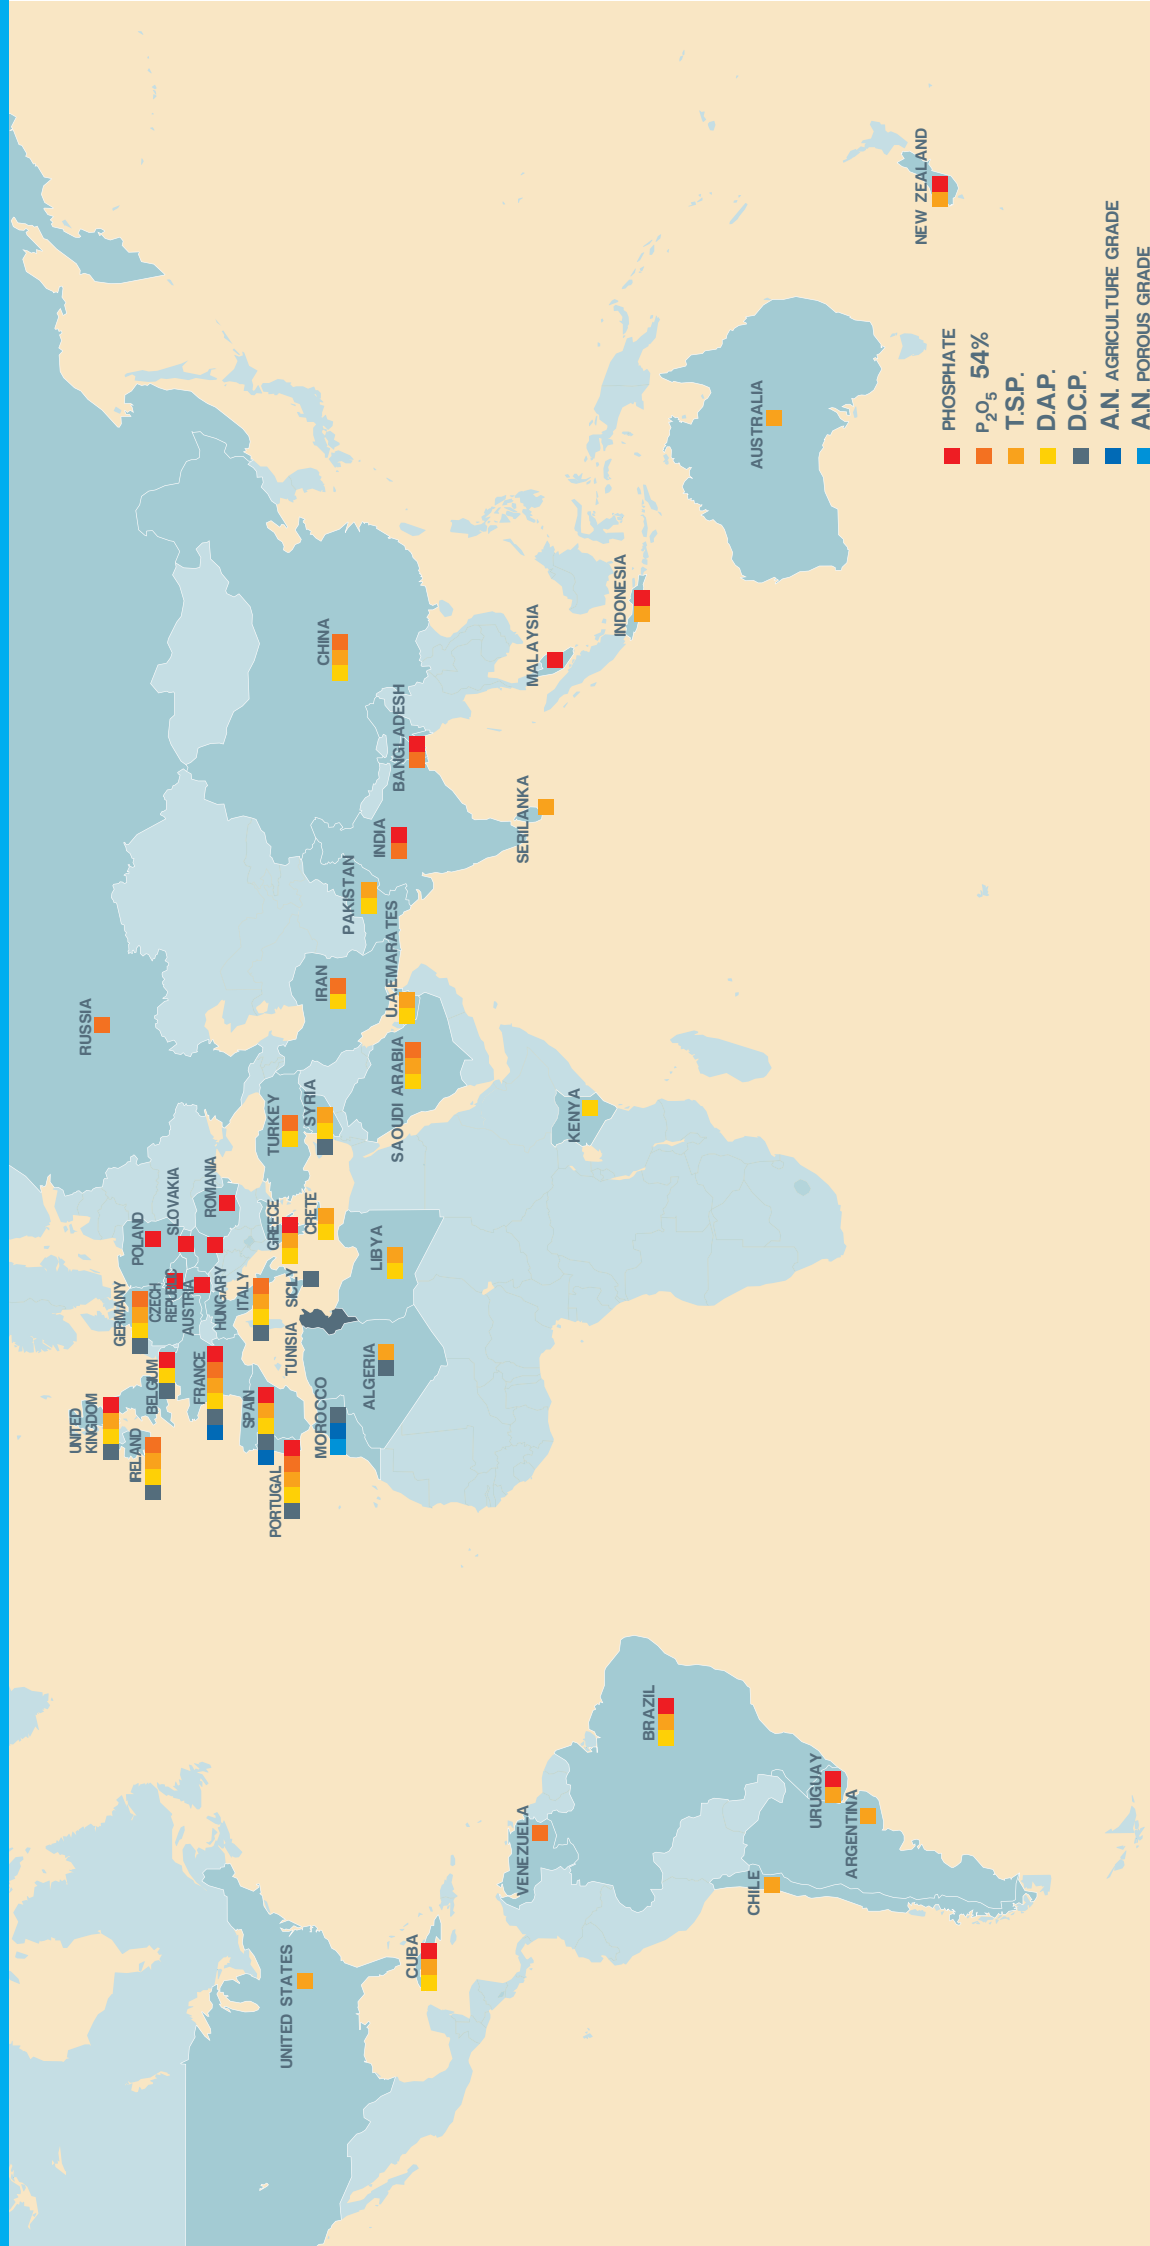 UNITED STATES
CUBA
VENEZUELA
BRAZIL
URUGUAY
ARGENTINA
CHILE
UNITED
KINGDOM
IRELAND
BELGIUM
FRANCE
SPAIN
PORTUGAL
MOROCCO
ALGERIA
TUNISIA
GERMANY
CZECH
REPUBLIC
AUSTRIA
HUNGARY
ITALY
SICILY
POLAND
SLOVAKIA
ROMANIA
GREECE
CRETE
LIBYA
TURKEY
SYRIA
SAOUDI ARABIA
KENYA
RUSSIA
IRAN
U.A.EMARATES
PAKISTAN
INDIA
SERILANKA
BANGLADESH
CHINA
MALAYSIA
INDONESIA
AUSTRALIA
NEW ZEALAND
PHOSPHATE
P2O5 54%
T.S.P.
D.A.P.
D.C.P.
A.N. AGRICULTURE GRADE
A.N. POROUS GRADE